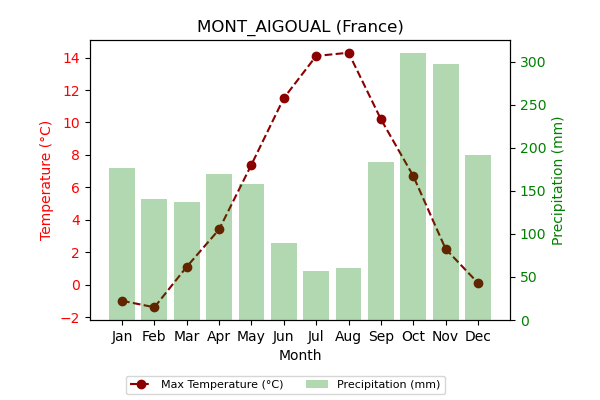 MONT_AIGOUAL (France)
Temperature (°C)
14
12
10
8
6
4
2
0
−2
300
250
200
150
100
50
0
Precipitation (mm)
Jan Feb Mar Apr May Jun Jul Aug Sep Oct Nov Dec
Month
Max Temperature (°C) Precipitation (mm)